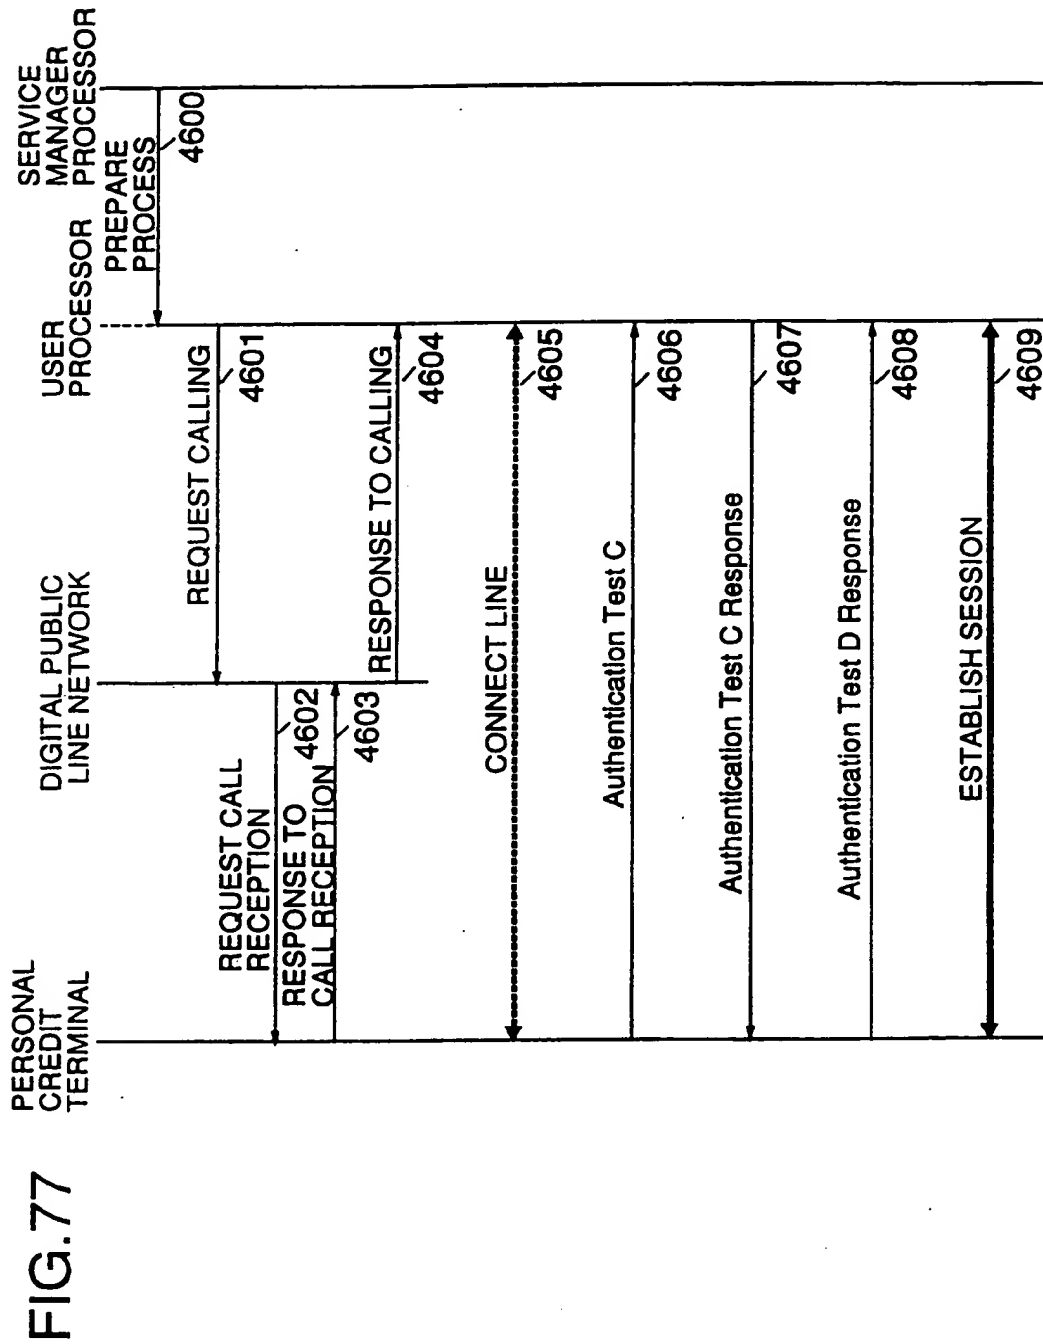 FIG.77
PERSONAL
CREDIT
TERMINAL
DIGITAL PUBLIC
LINE NETWORK
USER
PROCESSOR
SERVICE
MANAGER
PROCESSOR
PREPARE
PROCESS
4600
REQUEST CALLING
4601
REQUEST CALL
RECEPTION
4602
RESPONSE TO
CALL RECEPTION
4603
RESPONSE TO CALLING
4604
CONNECT LINE
4605
Authentication Test C
4606
Authentication Test C Response
4607
Authentication Test D Response
4608
ESTABLISH SESSION
4609